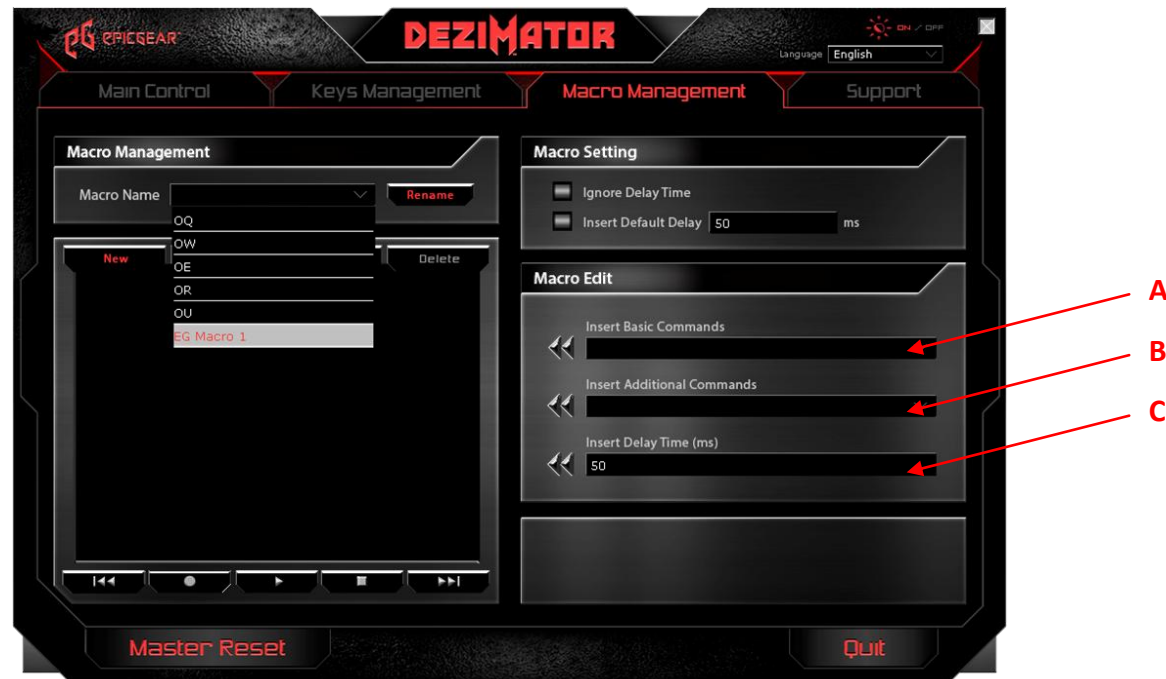 EPICGEAR
DEZIMATOR
ON / OFF
Language English
Main Control
Keys Management
Macro Management
Support
Macro Management
Macro Name
Rename
OQ
OW
OE
OR
OU
EG Macro 1
New
Delete
Macro Setting
Ignore Delay Time
Insert Default Delay 50 ms
Macro Edit
Insert Basic Commands
A
Insert Additional Commands
B
Insert Delay Time (ms)
50
C
Master Reset
Quit